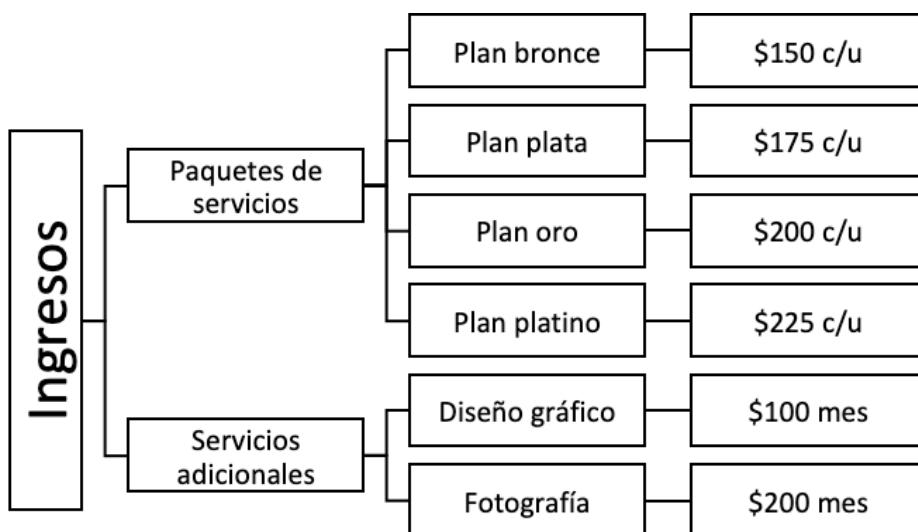 Ingresos
Paquetes de
servicios
Plan bronce
$150 c/u
Plan plata
$175 c/u
Plan oro
$200 c/u
Plan platino
$225 c/u
Servicios
adicionales
Diseño gráfico
$100 mes
Fotografía
$200 mes